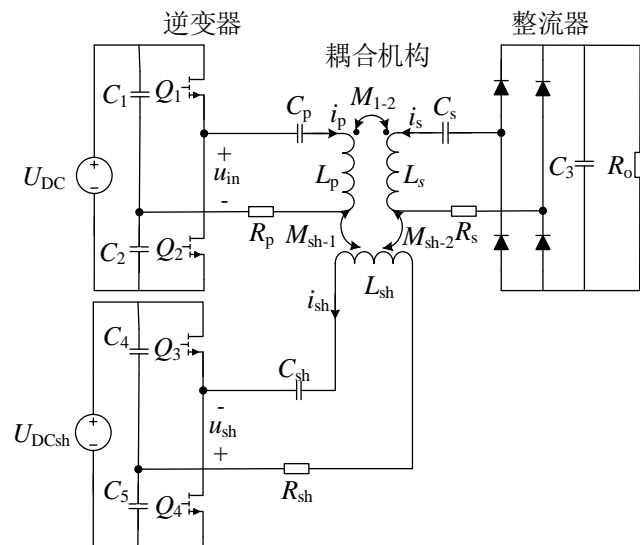 逆变器
耦合机构
整流器
C1
Q1
Cp
ip
M1-2
is
Cs
UDC
+
uin
-
Lp
Ls
C3
Ro
C2
Q2
Rp
Msh-1
Msh-2
Rs
Lsh
ish
C4
Q3
Csh
UDCsh
-
ush
+
C5
Q4
Rsh